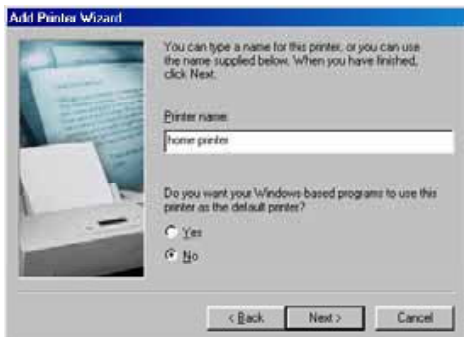 Add Printer Wizard
You can type a name for this printer, or you can use
the name supplied below. When you have finished,
click Next.
Printer name:
home printer
Do you want your Windows-based programs to use this
printer as the default printer?
Yes
No
< Back
Next >
Cancel